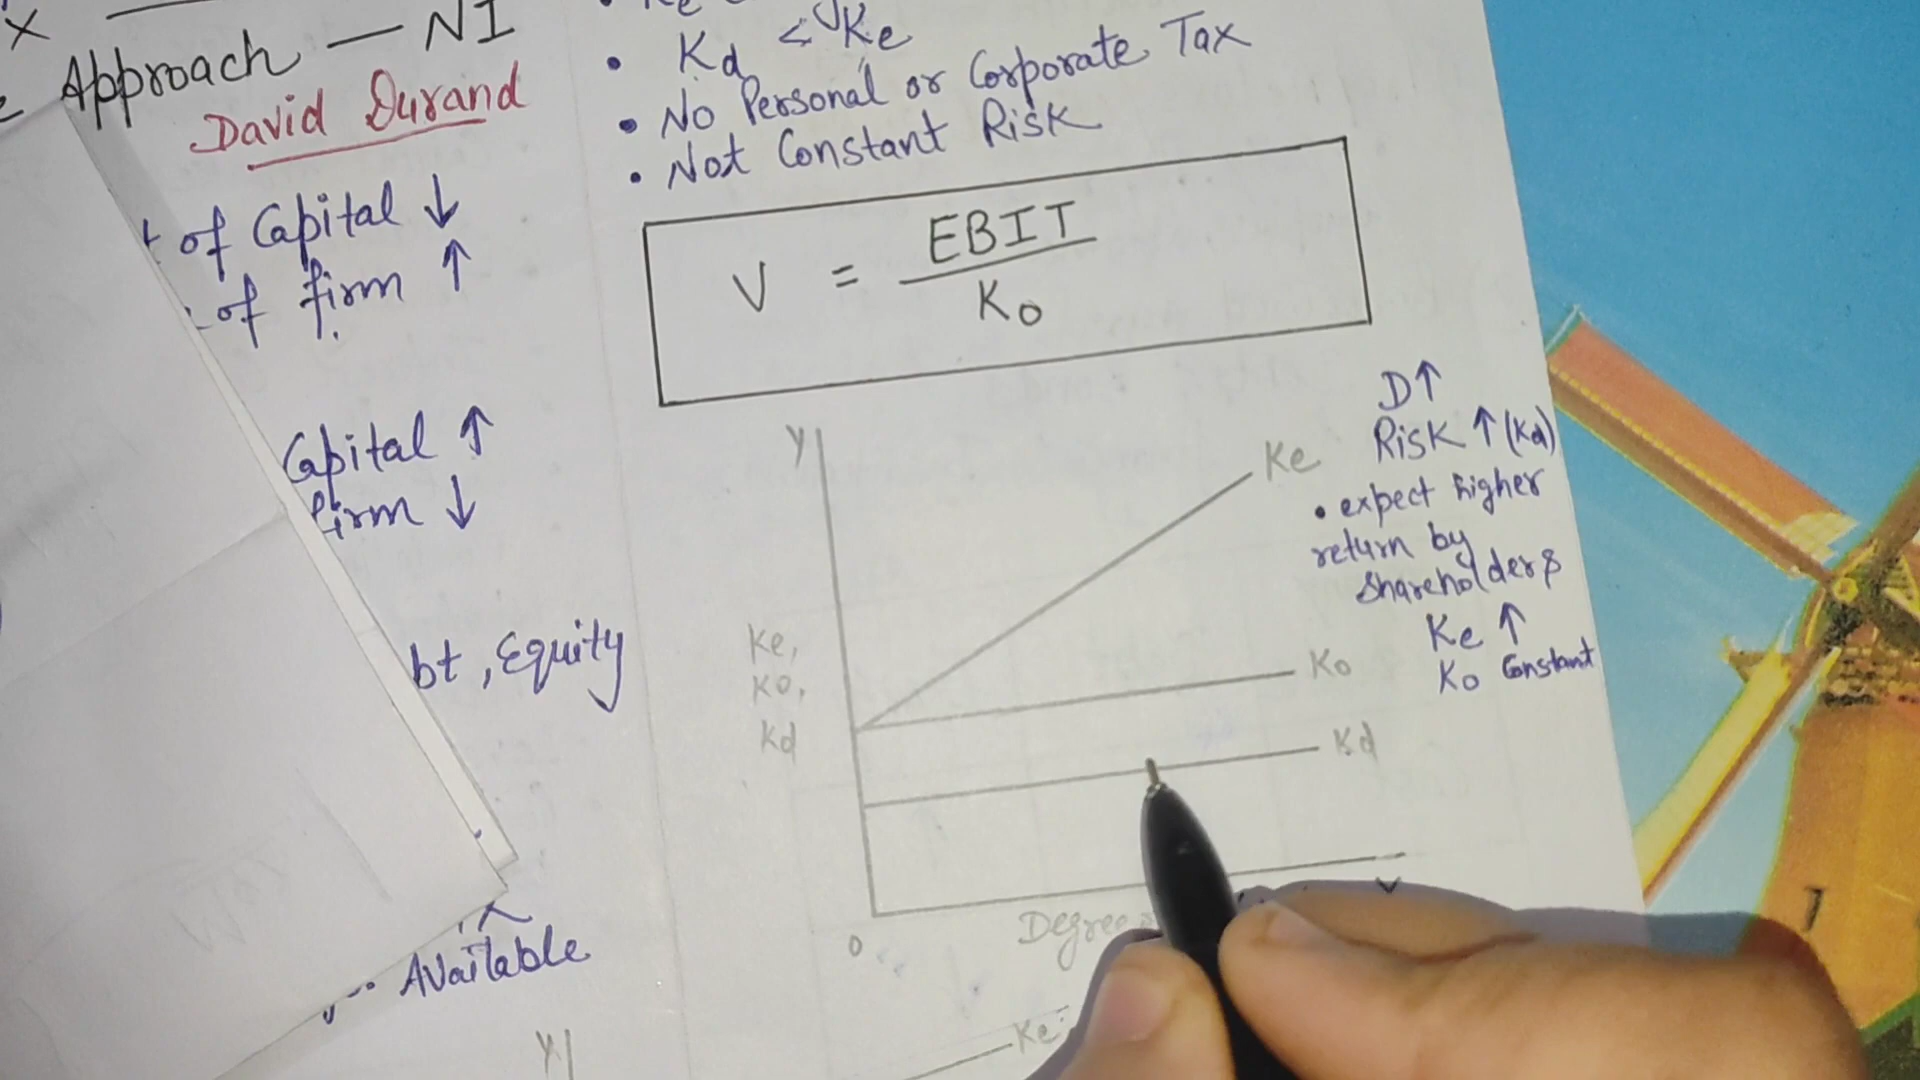 X
Approach — NI
David Durand
of Capital ↓
of firm ↑
Capital ↑
firm ↓
bt, Equity
Available
Y
• Kd < Ke
• No Personal or Corporate Tax
• Not Constant Risk
V = EBIT / Ko
Y
Ke
Ke,
Ko,
Kd
Ko
Kd
0
X
Degree
Ke
D↑
Risk ↑ (Kd)
• expect higher
return by
Shareholders
Ke ↑
Ko Constant